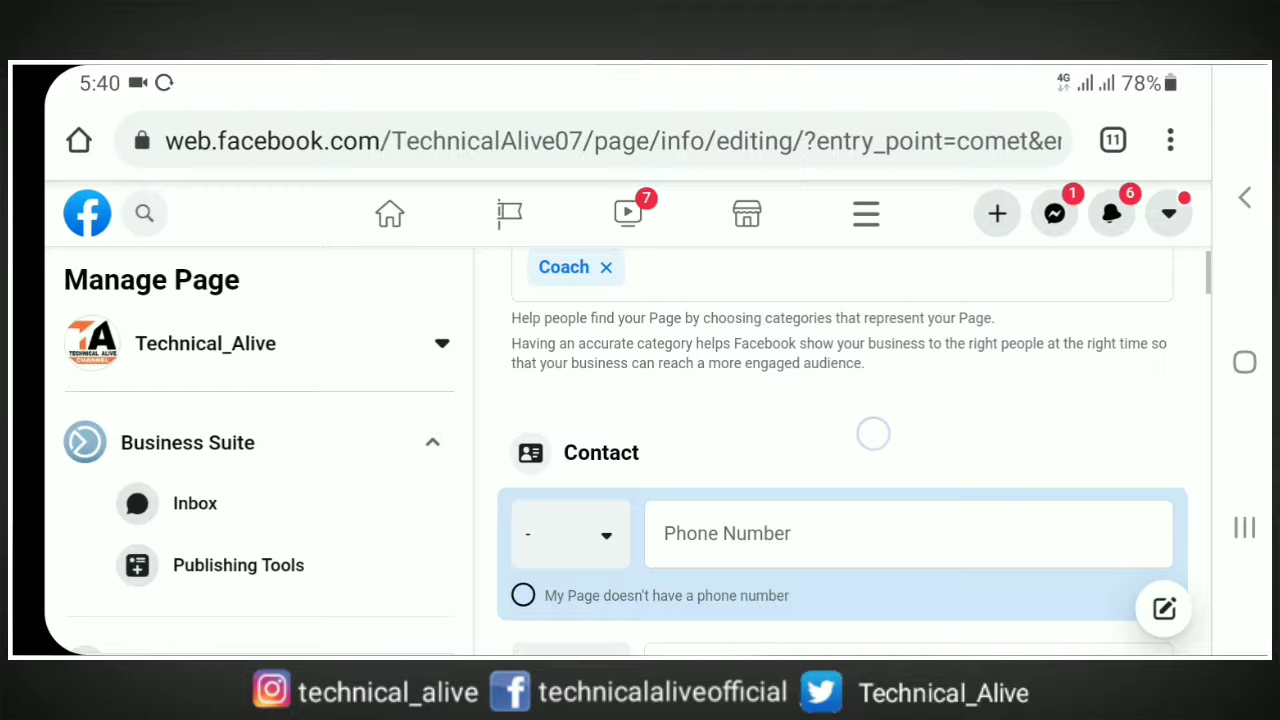 5:40
4G 78%
web.facebook.com/TechnicalAlive07/page/info/editing/?entry_point=comet&er
11
7
1
6
Manage Page
TA
TECHNICAL ALIVE
CHANNEL
Technical_Alive
Business Suite
Inbox
Publishing Tools
Coach ×
Help people find your Page by choosing categories that represent your Page.
Having an accurate category helps Facebook show your business to the right people at the right time so
that your business can reach a more engaged audience.
Contact
-
Phone Number
My Page doesn't have a phone number
technical_alive technicalaliveofficial Technical_Alive